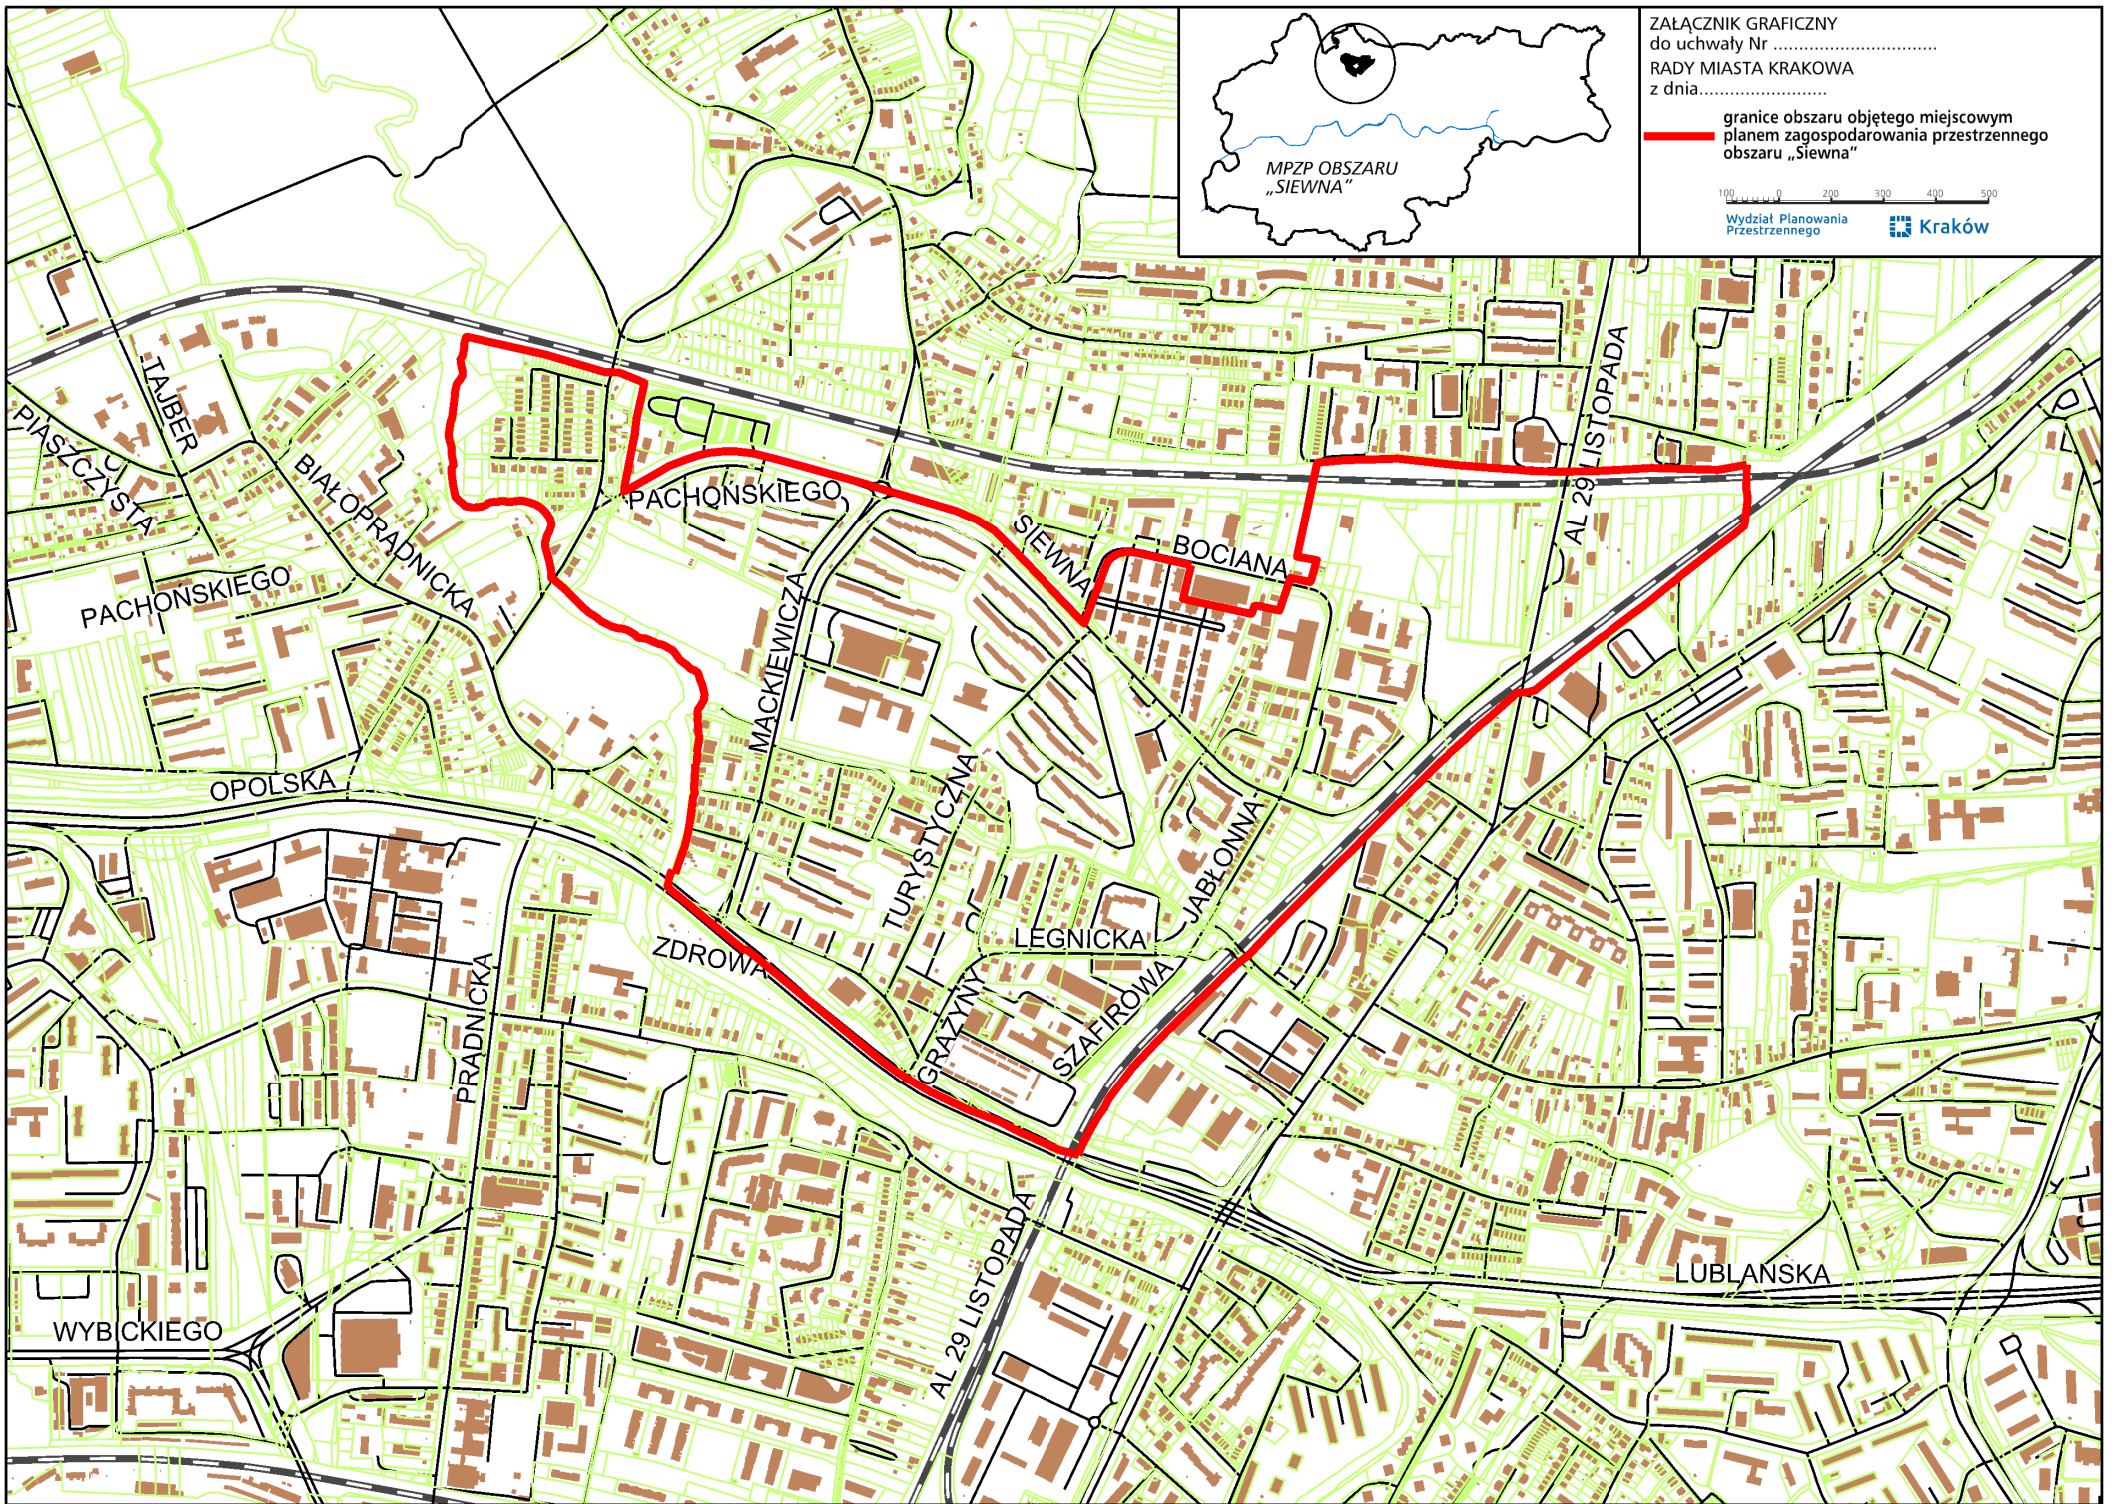 ZAŁĄCZNIK GRAFICZNY
do uchwały Nr ................................
RADY MIASTA KRAKOWA
z dnia.........................
granice obszaru objętego miejscowym
planem zagospodarowania przestrzennego
obszaru „Siewna”
100 0 200 300 400 500
Wydział Planowania
Przestrzennego
Kraków
MPZP OBSZARU
„SIEWNA”
TAJBER
PIASZCZYSTA
BIAŁOPRADNICKA
PACHOŃSKIEGO
PACHOŃSKIEGO
SIEWNA
BOCIANA
AL 29 LISTOPADA
MACKIEWICZA
OPOLSKA
TURYSTYCZNA
JABŁONNA
LEGNICKA
ZDROWA
GRAŻYNY
SZAFIROWA
PRADNICKA
AL 29 LISTOPADA
LUBLAŃSKA
WYBICKIEGO